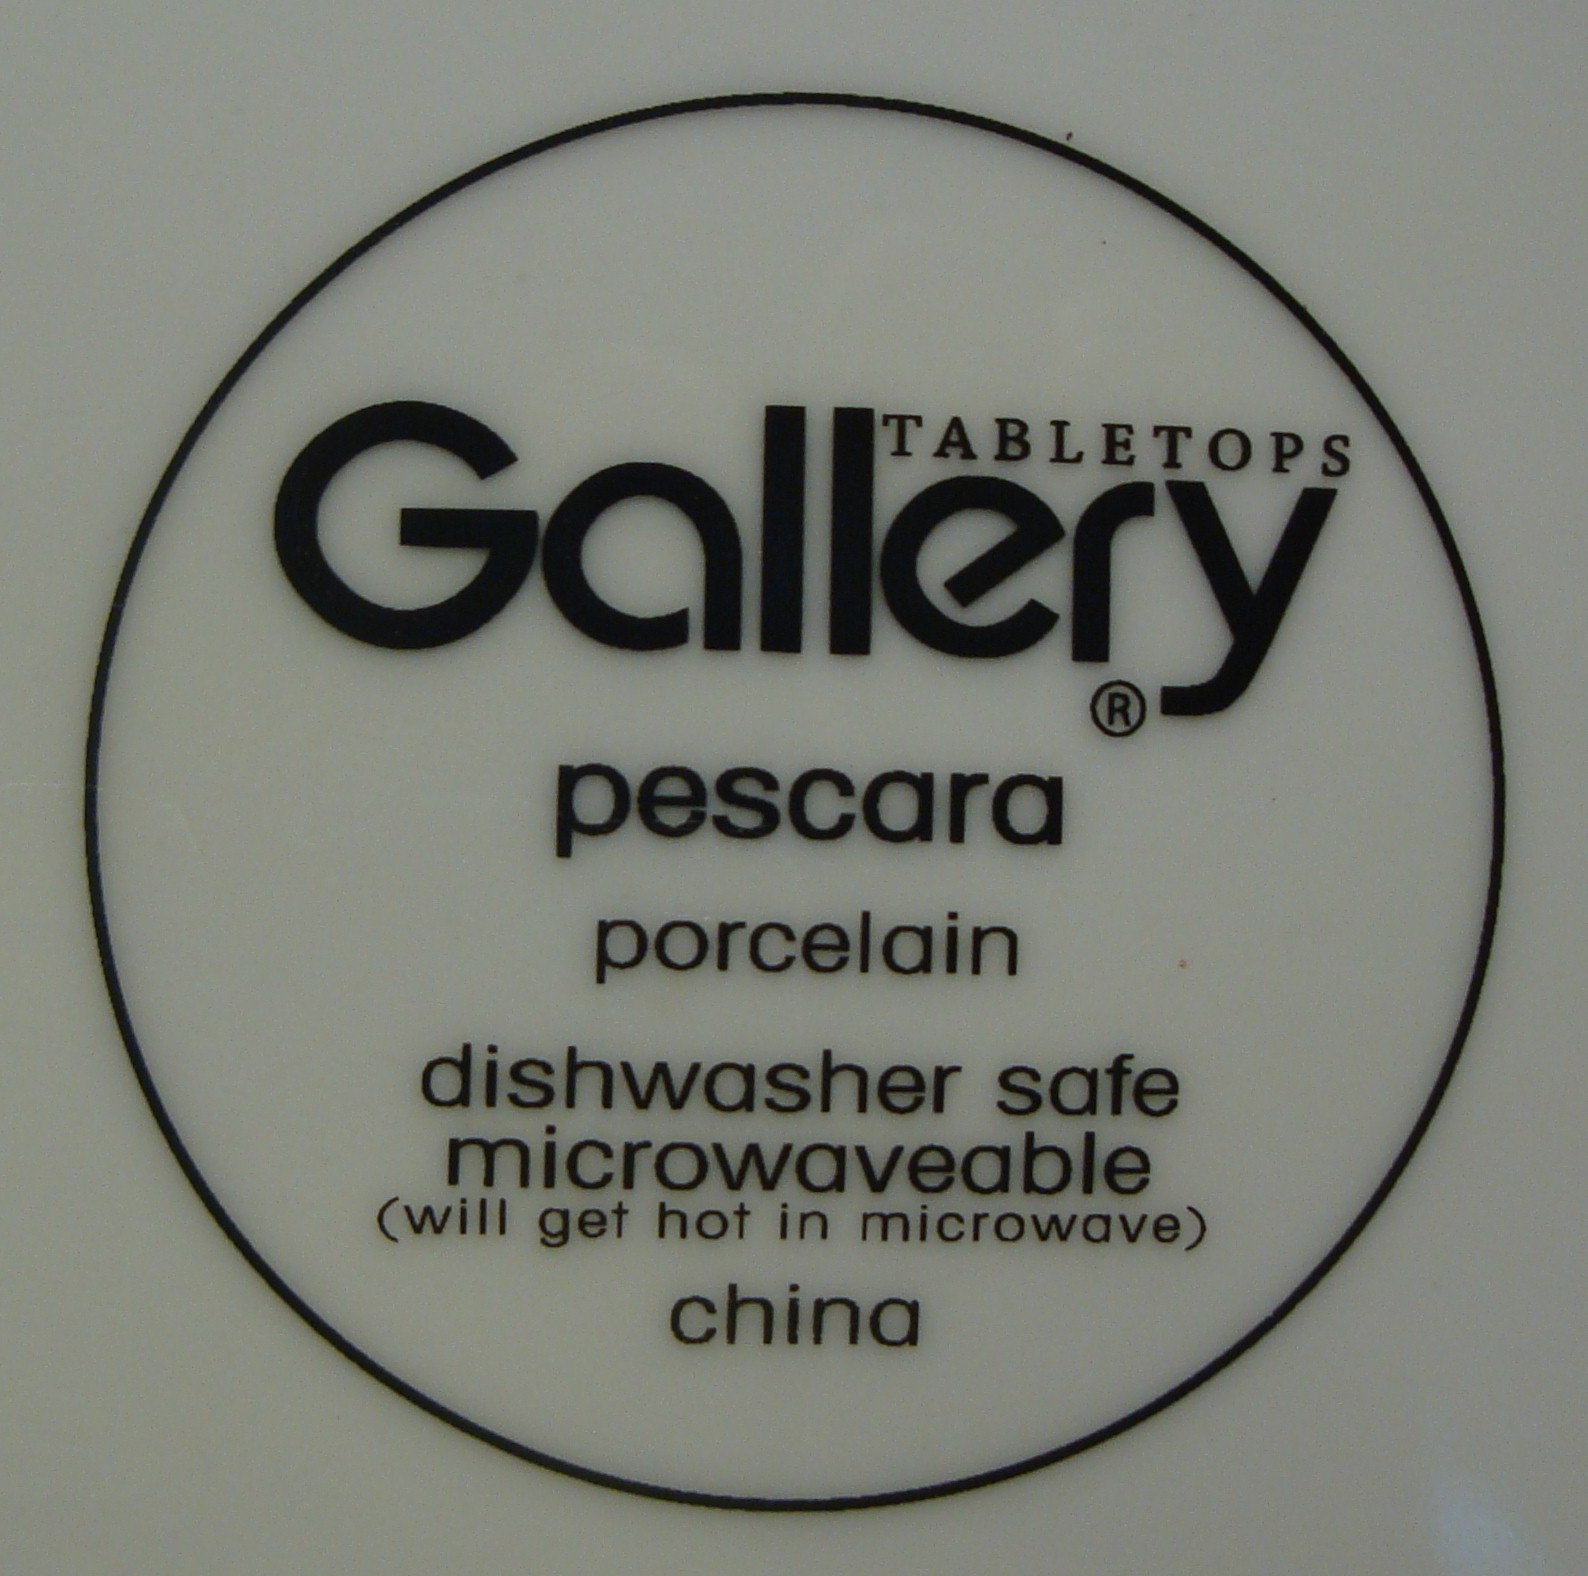 Gallery TABLETOPS
®
pescara
porcelain
dishwasher safe
microwaveable
(will get hot in microwave)
china